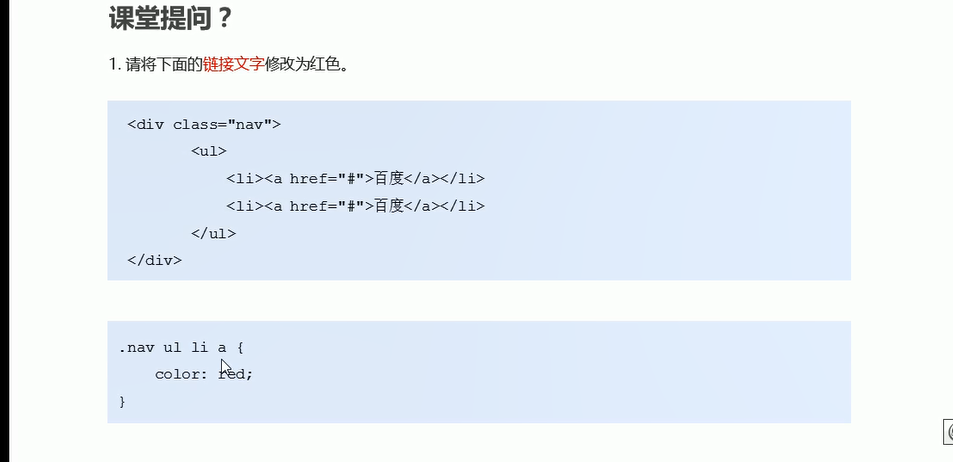 课堂提问？
1. 请将下面的链接文字修改为红色。
<div class="nav">
<ul>
<li><a href="#">百度</a></li>
<li><a href="#">百度</a></li>
</ul>
</div>
.nav ul li a {
color: red;
}